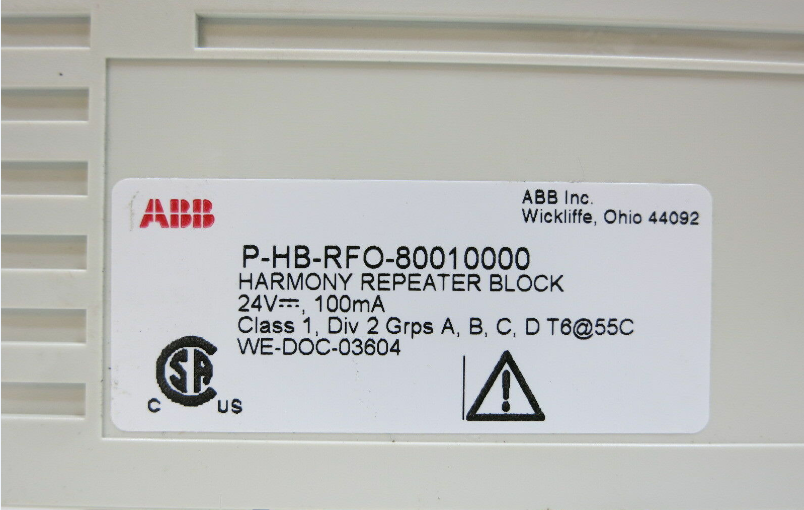 ABB
ABB Inc.
Wickliffe, Ohio 44092
P-HB-RFO-80010000
HARMONY REPEATER BLOCK
24V⎓, 100mA
Class 1, Div 2 Grps A, B, C, D T6@55C
WE-DOC-03604
SA
C US